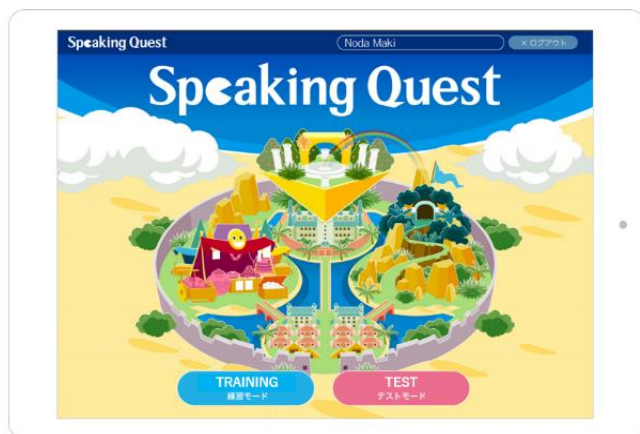 Speaking Quest
Noda Maki
×ログアウト
Speaking Quest
TRAINING
練習モード
TEST
テストモード